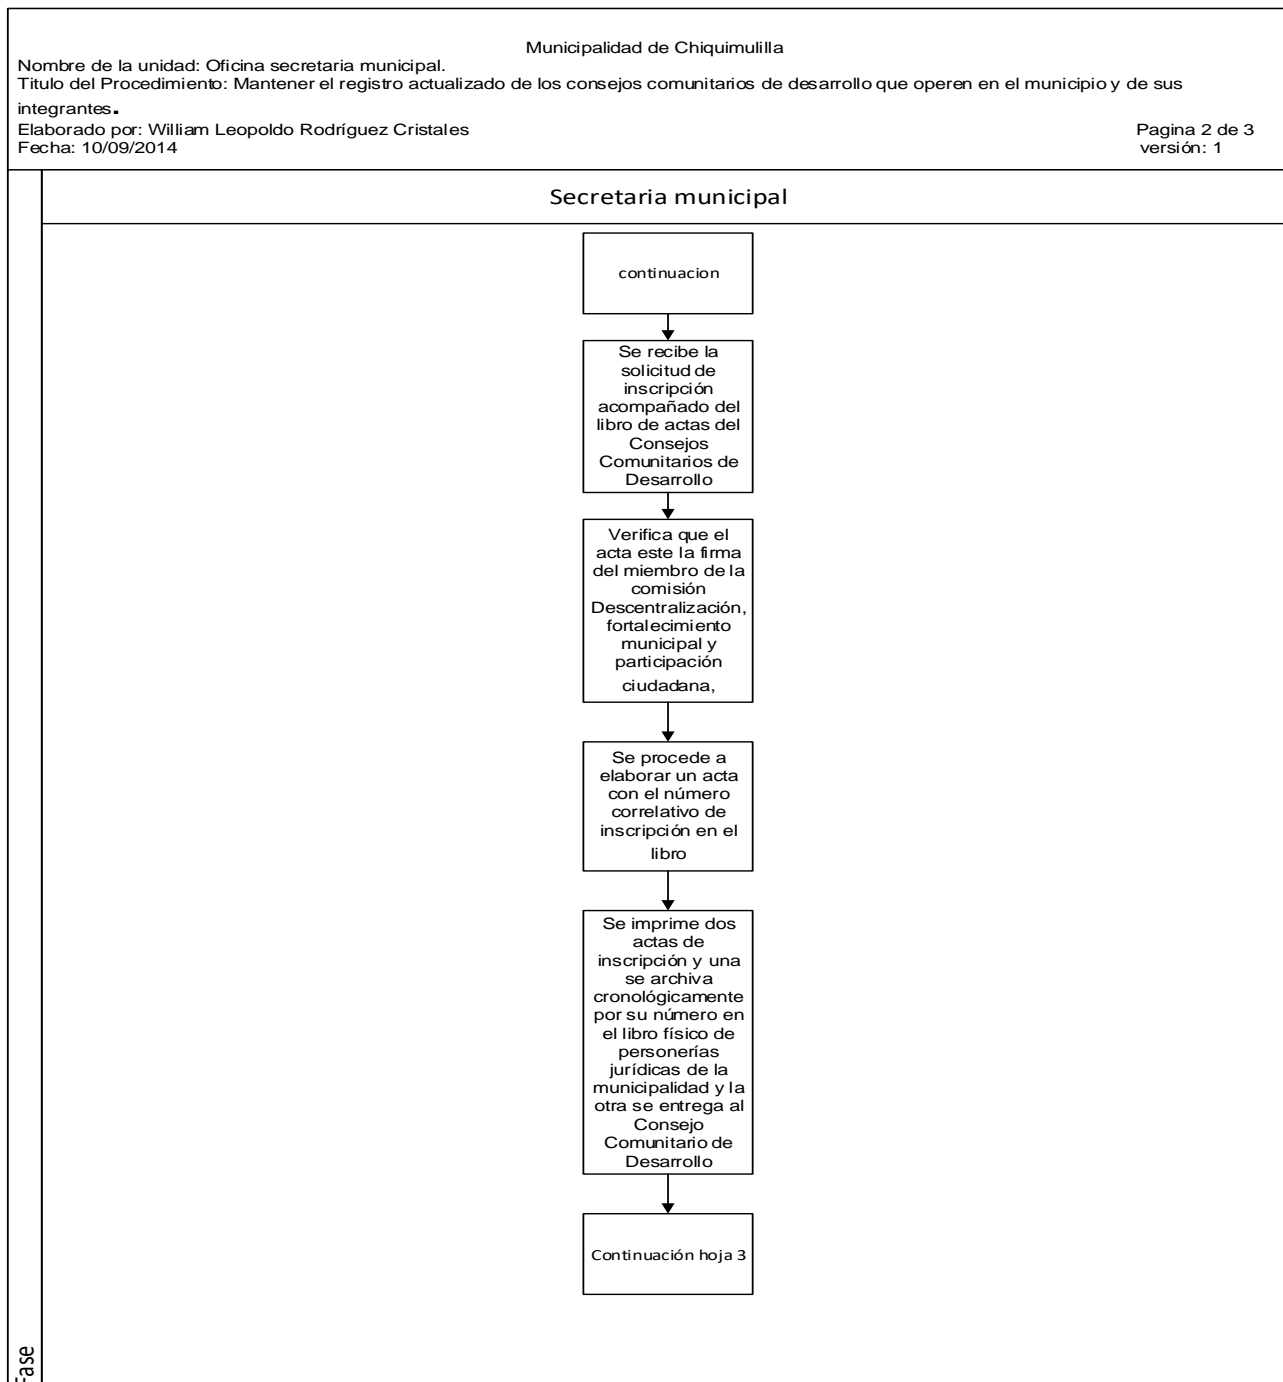 Municipalidad de Chiquimulilla
Nombre de la unidad: Oficina secretaria municipal.
Titulo del Procedimiento: Mantener el registro actualizado de los consejos comunitarios de desarrollo que operen en el municipio y de sus
integrantes.
Elaborado por: William Leopoldo Rodríguez Cristales
Pagina 2 de 3
Fecha: 10/09/2014
versión: 1
Secretaria municipal
continuacion
Se recibe la
solicitud de
inscripción
acompañado del
libro de actas del
Consejos
Comunitarios de
Desarrollo
Verifica que el
acta este la firma
del miembro de la
comisión
Descentralización,
fortalecimiento
municipal y
participación
ciudadana,
Se procede a
elaborar un acta
con el número
correlativo de
inscripción en el
libro
Se imprime dos
actas de
inscripción y una
se archiva
cronológicamente
por su número en
el libro físico de
personerías
jurídicas de la
municipalidad y la
otra se entrega al
Consejo
Comunitario de
Desarrollo
Continuación hoja 3
Fase